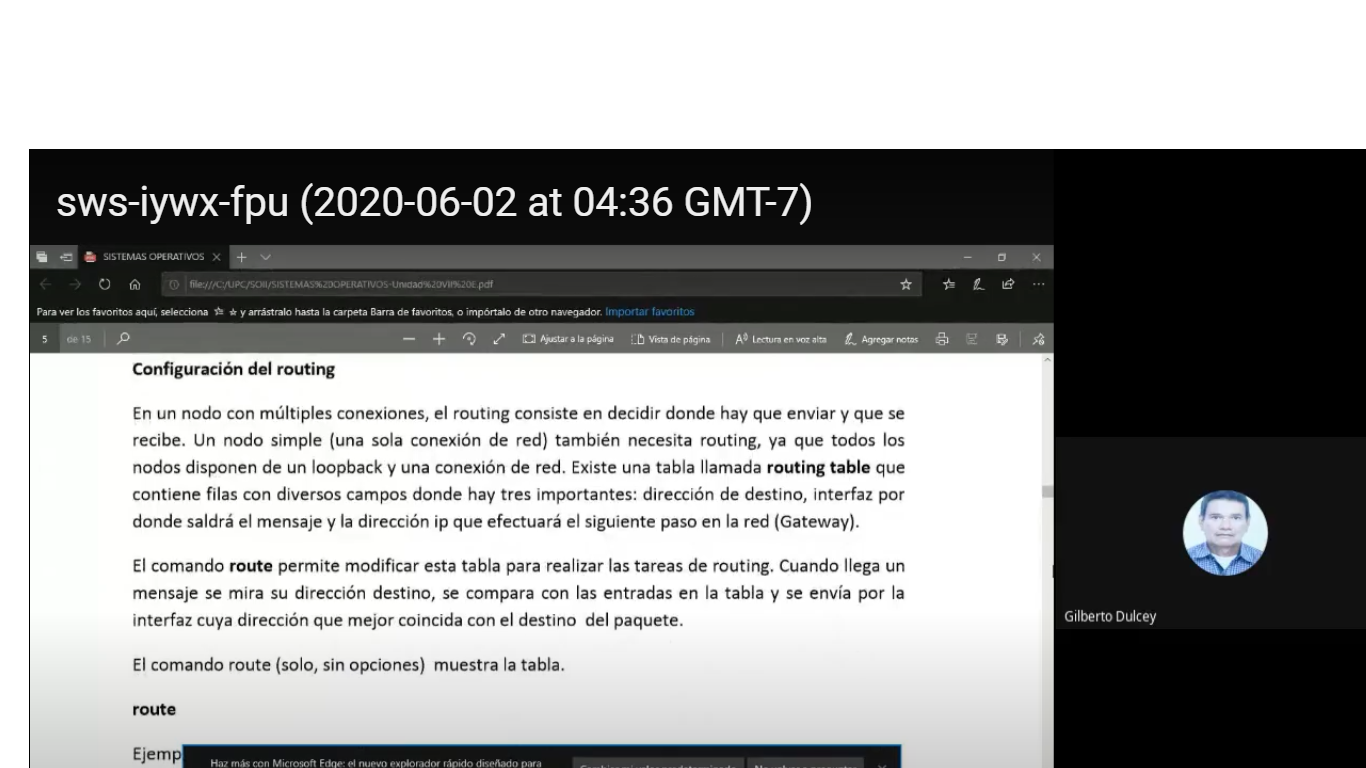 sws-iywx-fpu (2020-06-02 at 04:36 GMT-7)
SISTEMAS OPERATIVOS
file:///C:/UPC/SOII/SISTEMAS%20OPERATIVOS-Unidad%20VII%20E.pdf
Para ver los favoritos aquí, selecciona y arrástralo hasta la carpeta Barra de favoritos, o impórtalo de otro navegador. Importar favoritos
5 de 15 Ajustar a la página Vista de página Lectura en voz alta Agregar notas
Configuración del routing
En un nodo con múltiples conexiones, el routing consiste en decidir donde hay que enviar y que se
recibe. Un nodo simple (una sola conexión de red) también necesita routing, ya que todos los
nodos disponen de un loopback y una conexión de red. Existe una tabla llamada routing table que
contiene filas con diversos campos donde hay tres importantes: dirección de destino, interfaz por
donde saldrá el mensaje y la dirección ip que efectuará el siguiente paso en la red (Gateway).
El comando route permite modificar esta tabla para realizar las tareas de routing. Cuando llega un
mensaje se mira su dirección destino, se compara con las entradas en la tabla y se envía por la
interfaz cuya dirección que mejor coincida con el destino del paquete.
El comando route (solo, sin opciones) muestra la tabla.
route
Ejemp
Haz más con Microsoft Edge: el nuevo explorador rápido diseñado para
Gilberto Dulcey